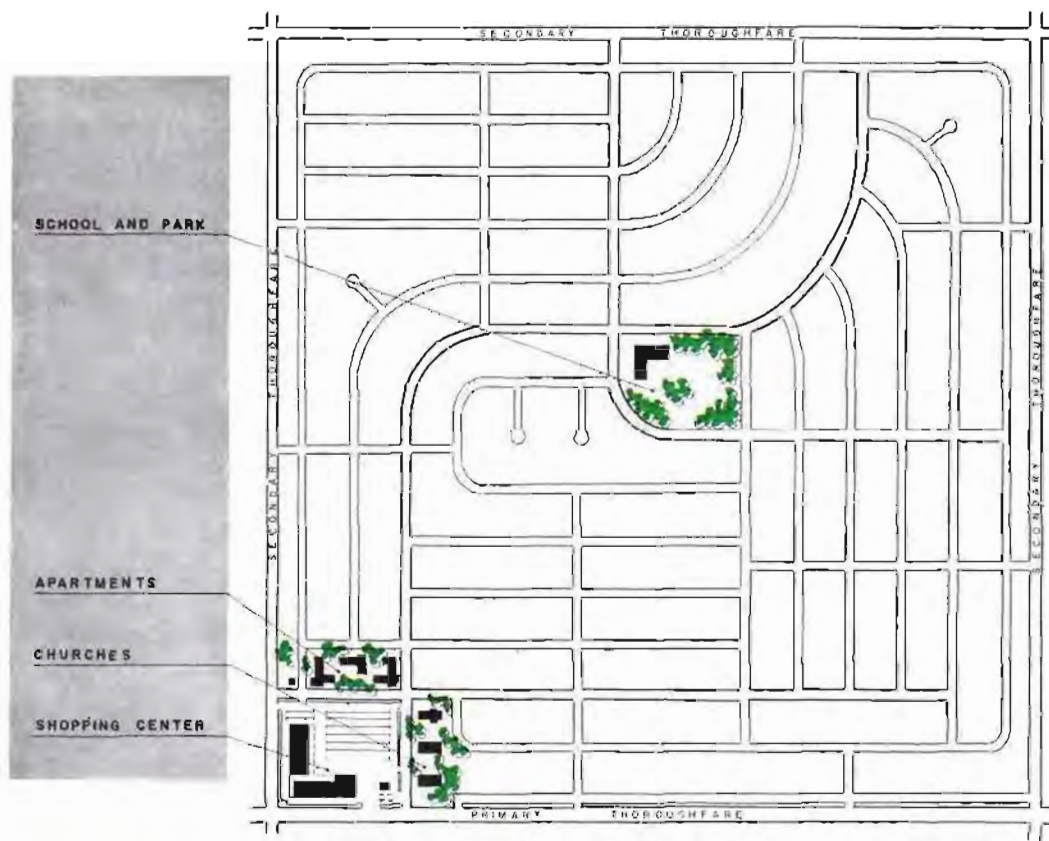 SECONDARY THOROUGHFARE
SCHOOL AND PARK
SECONDARY THOROUGHFARE
SECONDARY THOROUGHFARE
APARTMENTS
CHURCHES
SHOPPING CENTER
PRIMARY THOROUGHFARE